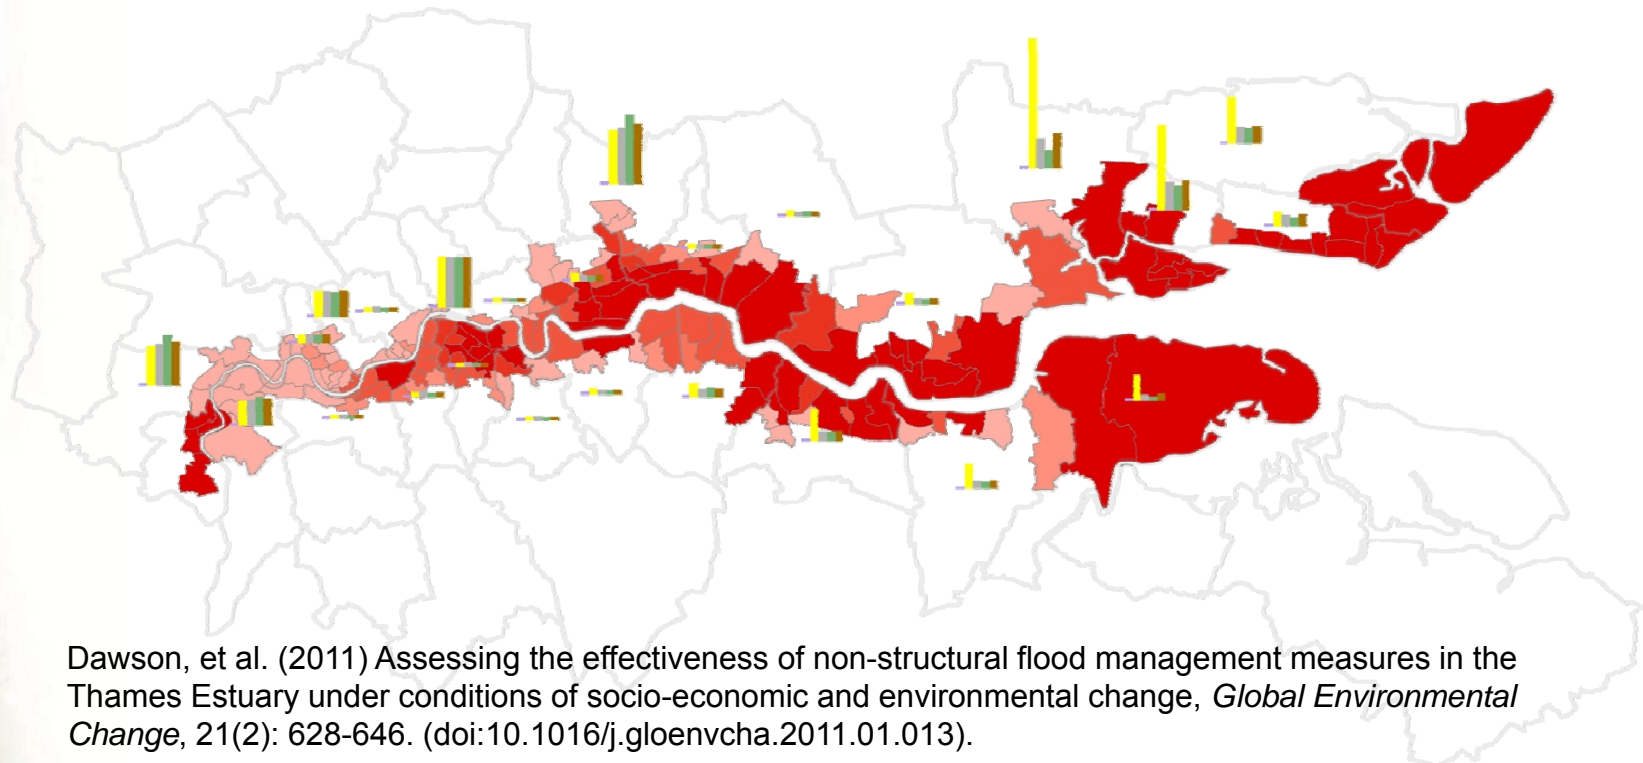 Dawson, et al. (2011) Assessing the effectiveness of non-structural flood management measures in the
Thames Estuary under conditions of socio-economic and environmental change, Global Environmental
Change, 21(2): 628-646. (doi:10.1016/j.gloenvcha.2011.01.013).